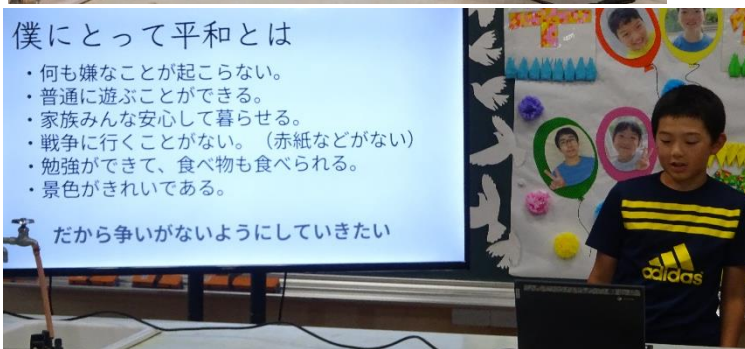 僕にとって平和とは
・何も嫌なことが起こらない。
・普通に遊ぶことができる。
・家族みんな安心して暮らせる。
・戦争に行くことがない。（赤紙などがない）
・勉強ができて、食べ物も食べられる。
・景色がきれいである。
だから争いがないようにしていきたい
adidas